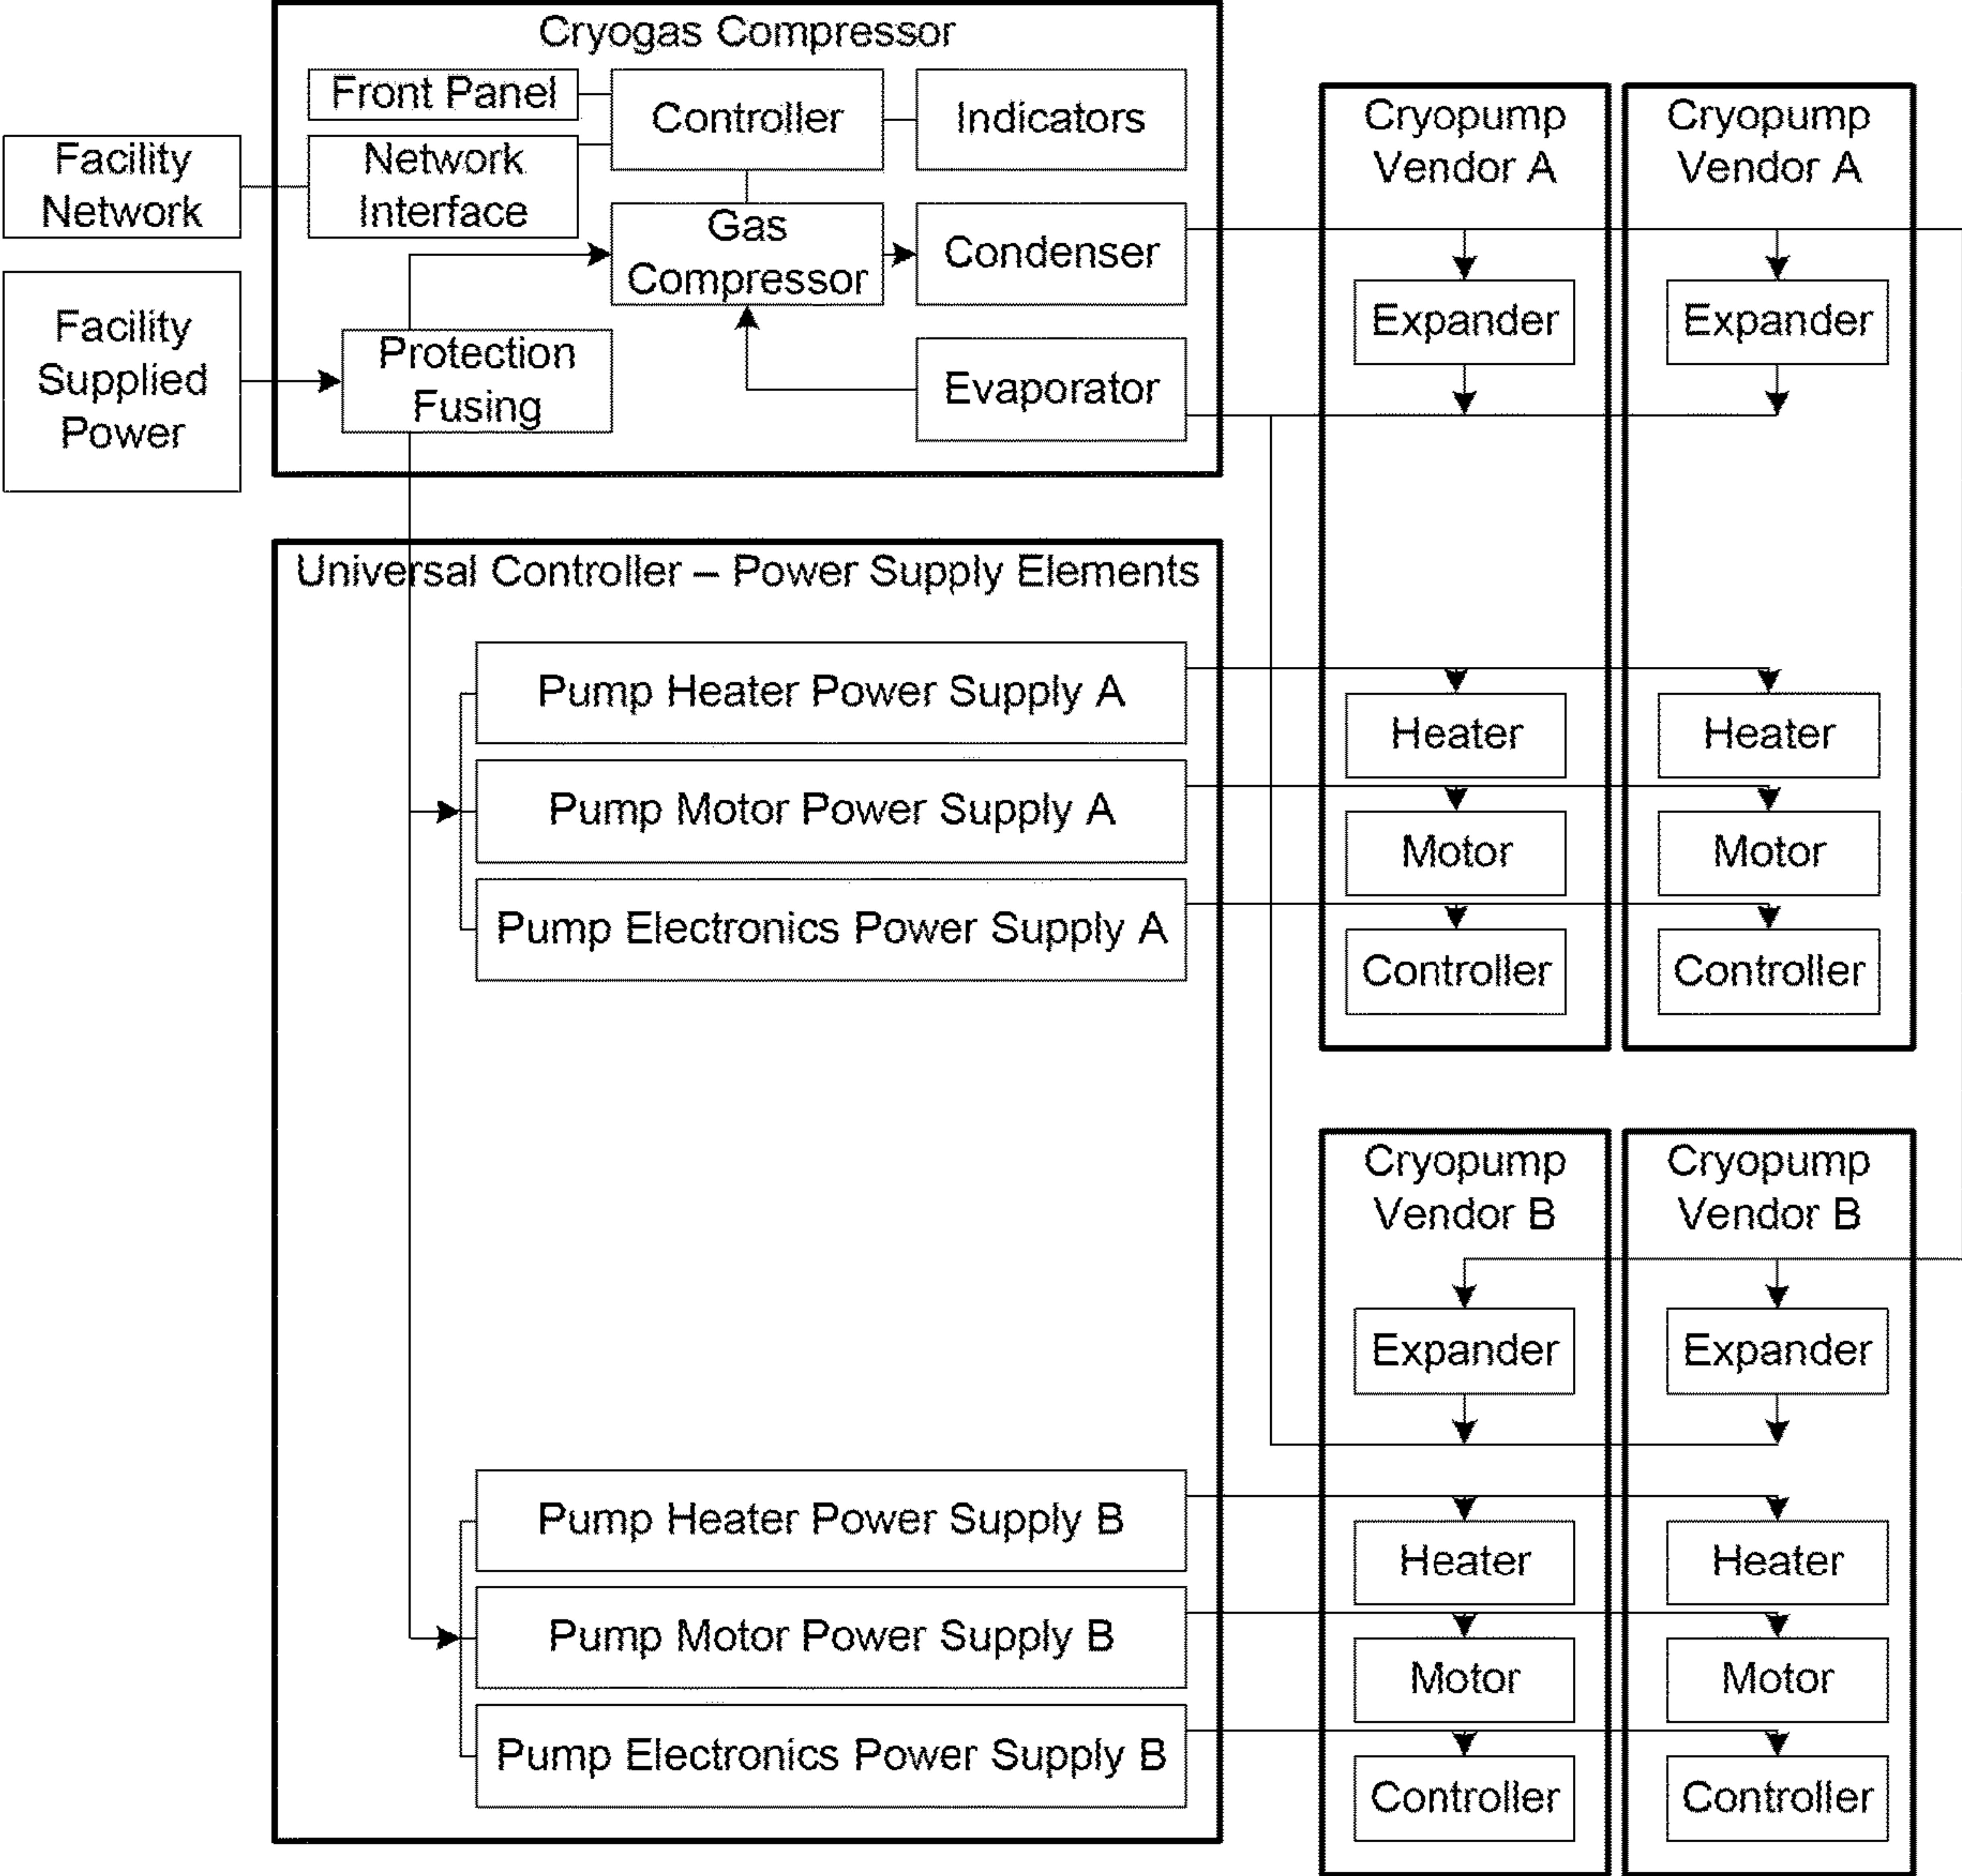 Cryogas Compressor
Front Panel
Controller
Indicators
Network
Interface
Facility
Network
Gas
Compressor
Condenser
Facility
Supplied
Power
Protection
Fusing
Evaporator
Cryopump
Vendor A
Expander
Cryopump
Vendor A
Expander
Universal Controller – Power Supply Elements
Pump Heater Power Supply A
Pump Motor Power Supply A
Pump Electronics Power Supply A
Heater
Motor
Controller
Heater
Motor
Controller
Cryopump
Vendor B
Expander
Cryopump
Vendor B
Expander
Pump Heater Power Supply B
Pump Motor Power Supply B
Pump Electronics Power Supply B
Heater
Motor
Controller
Heater
Motor
Controller